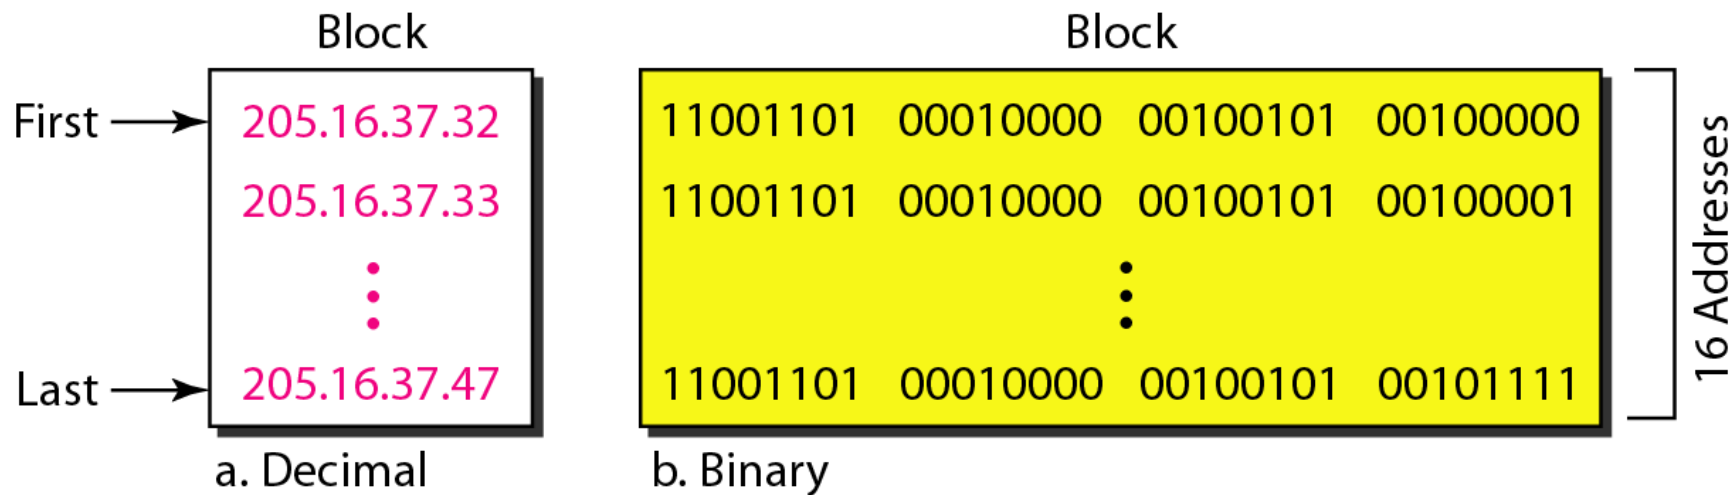 Block
First
205.16.37.32
205.16.37.33
Last
205.16.37.47
a. Decimal
Block
11001101 00010000 00100101 00100000
11001101 00010000 00100101 00100001
11001101 00010000 00100101 00101111
b. Binary
16 Addresses